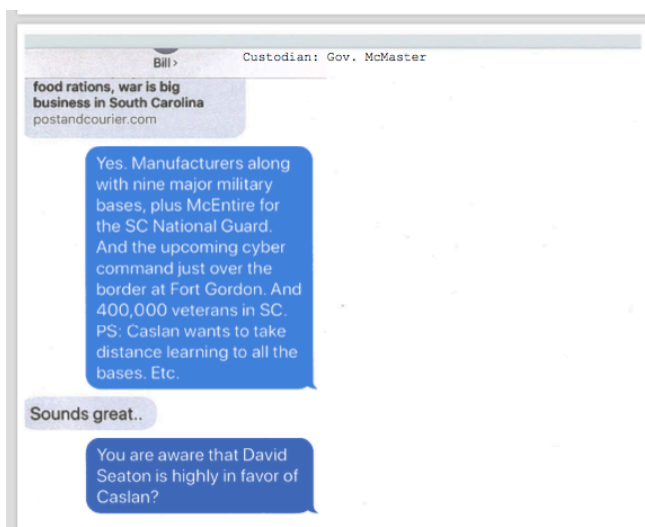 Bill >
Custodian: Gov. McMaster
food rations, war is big
business in South Carolina
postandcourier.com
Yes. Manufacturers along
with nine major military
bases, plus McEntire for
the SC National Guard.
And the upcoming cyber
command just over the
border at Fort Gordon. And
400,000 veterans in SC.
PS: Caslan wants to take
distance learning to all the
bases. Etc.
Sounds great..
You are aware that David
Seaton is highly in favor of
Caslan?